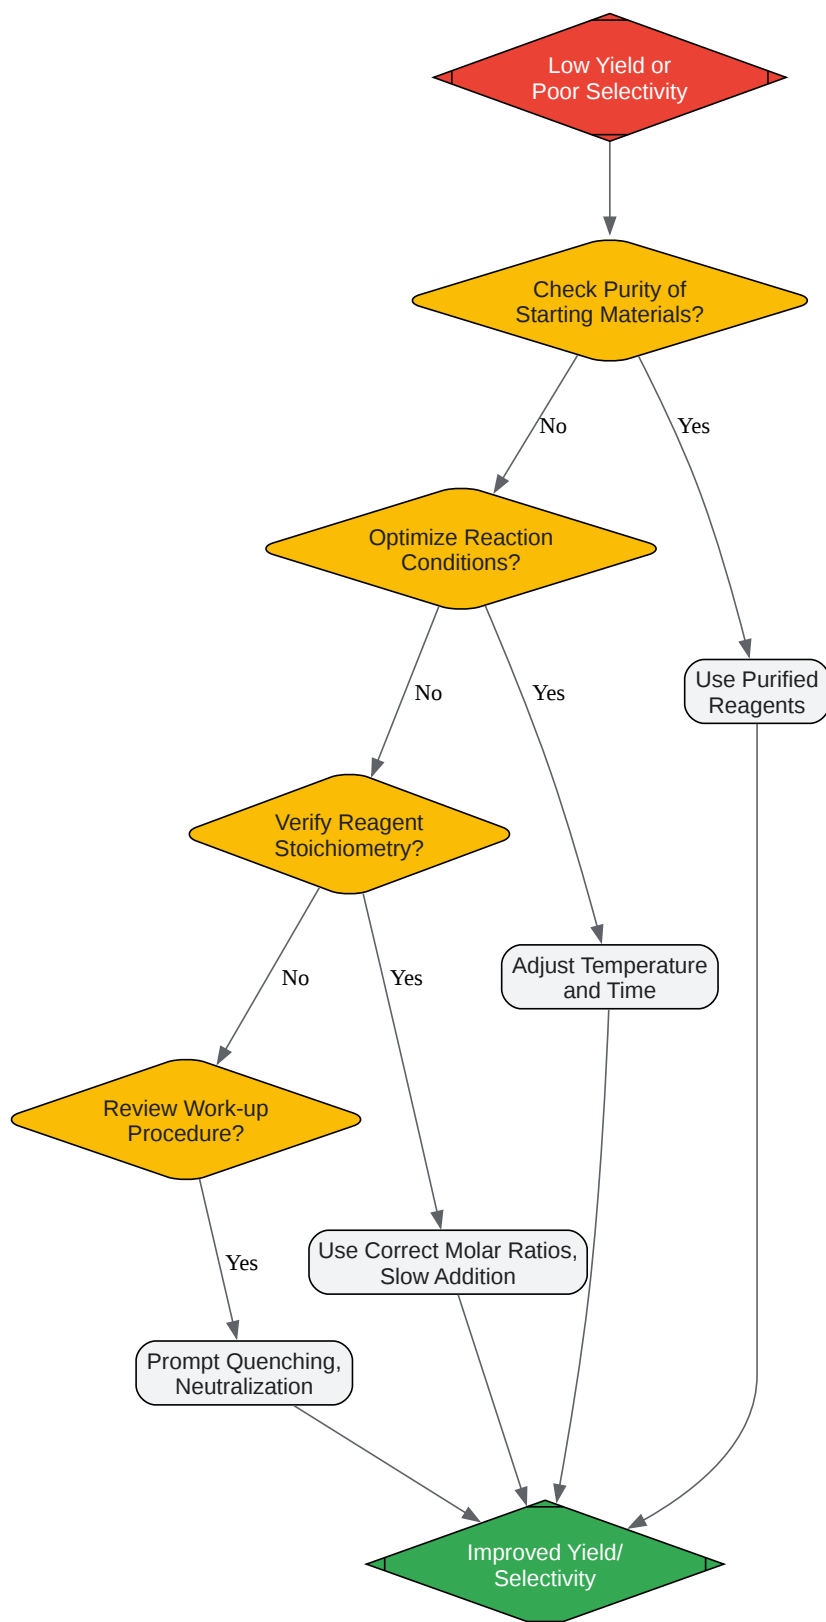 Low Yield or
Poor Selectivity
Check Purity of
Starting Materials?
No
Yes
Optimize Reaction
Conditions?
No
Yes
Use Purified
Reagents
Verify Reagent
Stoichiometry?
No
Yes
Adjust Temperature
and Time
Review Work-up
Procedure?
Yes
Use Correct Molar Ratios,
Slow Addition
Prompt Quenching,
Neutralization
Improved Yield/
Selectivity